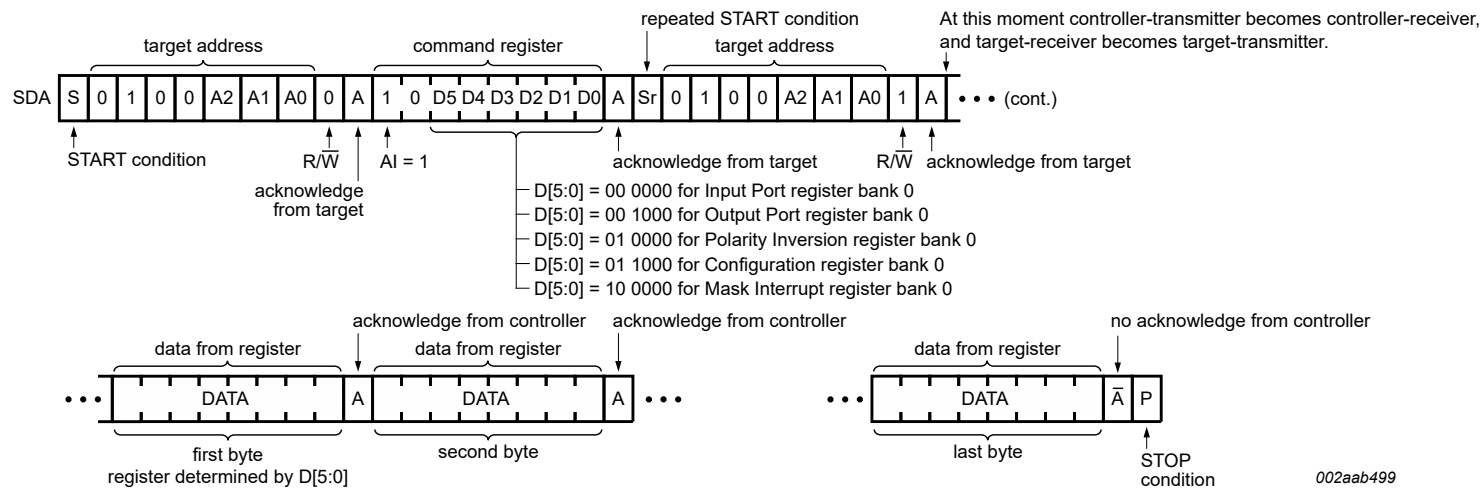 repeated START condition
At this moment controller-transmitter becomes controller-receiver,
and target-receiver becomes target-transmitter.
target address
command register
target address
SDA S 0 1 0 0 A2 A1 A0 0 A 1 0 D5 D4 D3 D2 D1 D0 A Sr 0 1 0 0 A2 A1 A0 1 A • • • (cont.)
START condition
R/W̅
AI = 1
acknowledge from target
R/W̅
acknowledge from target
acknowledge
from target
D[5:0] = 00 0000 for Input Port register bank 0
D[5:0] = 00 1000 for Output Port register bank 0
D[5:0] = 01 0000 for Polarity Inversion register bank 0
D[5:0] = 01 1000 for Configuration register bank 0
D[5:0] = 10 0000 for Mask Interrupt register bank 0
acknowledge from controller
acknowledge from controller
no acknowledge from controller
data from register
data from register
data from register
• • • DATA A DATA A • • • • • • DATA A̅ P
first byte
register determined by D[5:0]
second byte
last byte
STOP
condition
002aab499